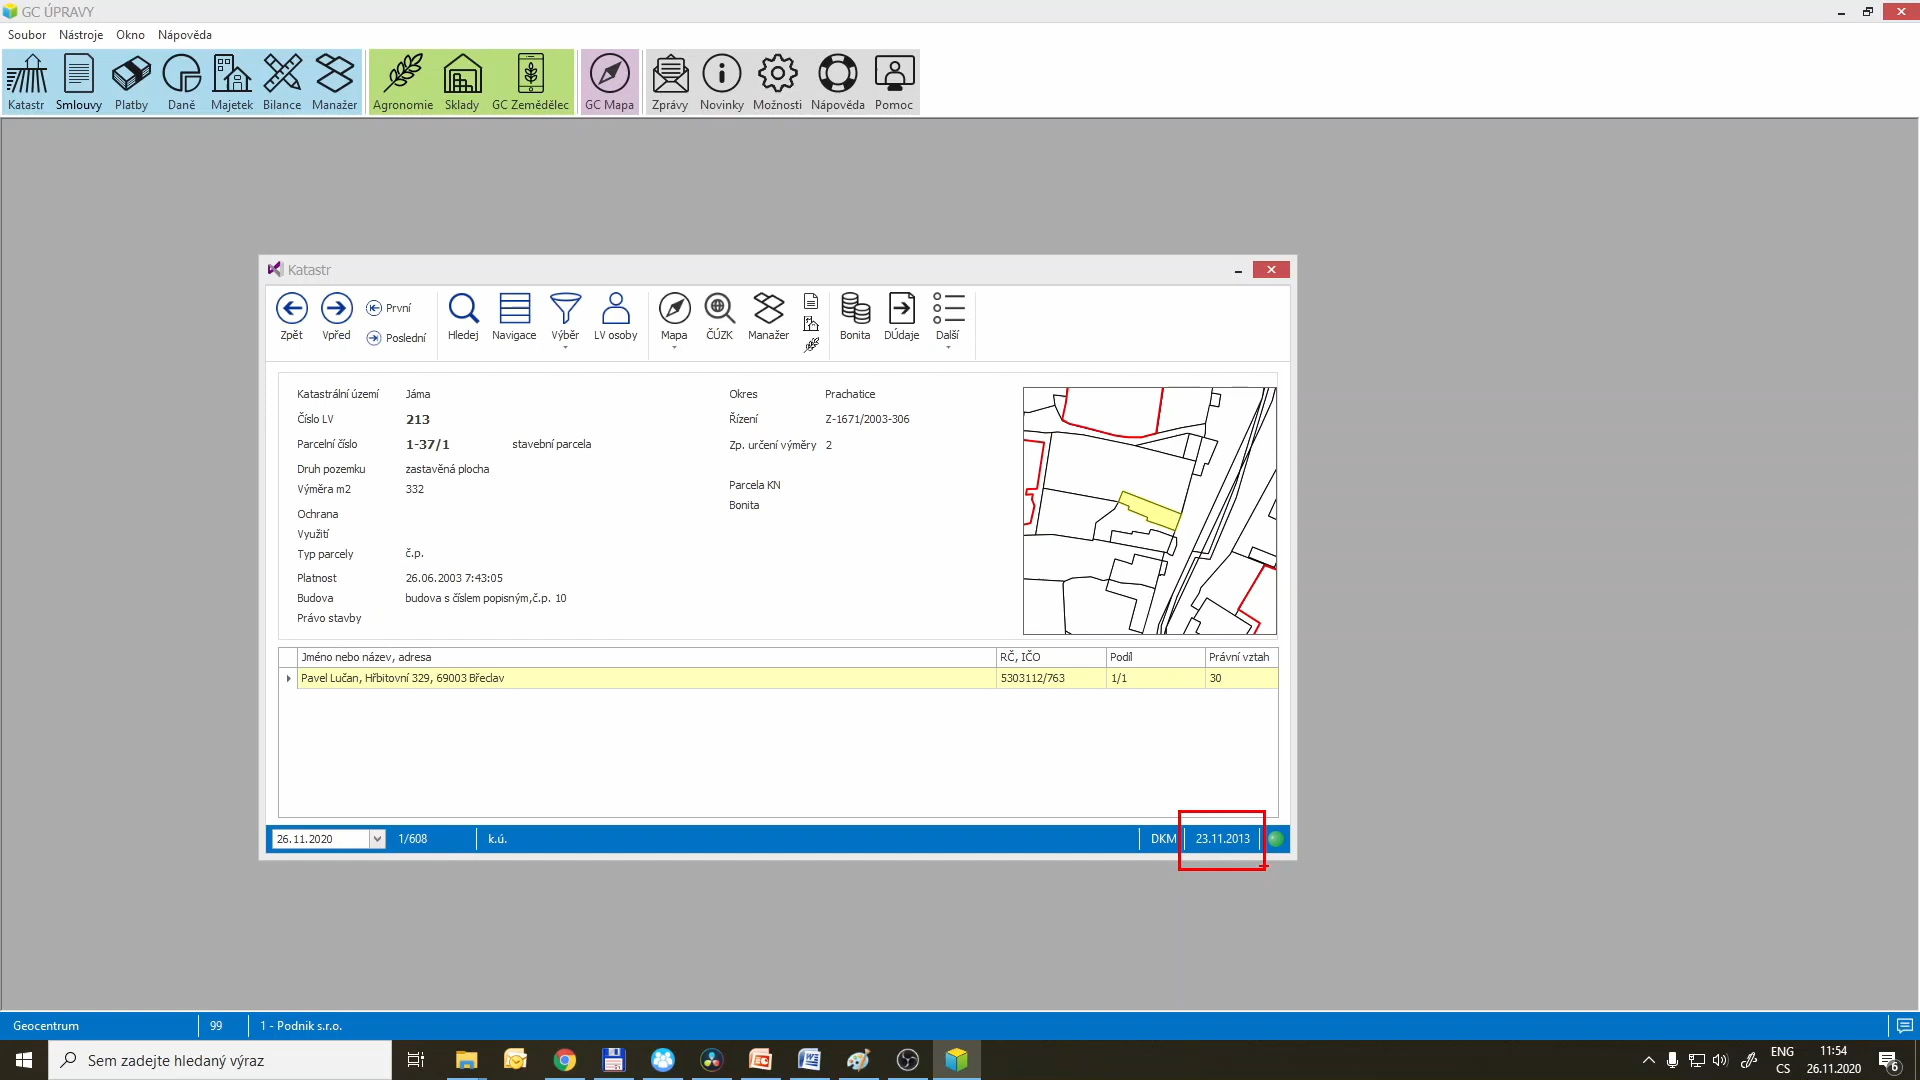 GC ÚPRAVY
Soubor Nástroje Okno Nápověda
Katastr Smlouvy Platby Daně Majetek Bilance Manažer Agronomie Sklady GC Zemědělec GC Mapa Zprávy Novinky Možnosti Nápověda Pomoc
Katastr
Zpět Vpřed První Poslední Hledej Navigace Výběr LV osoby Mapa ČÚZK Manažer Bonita DÚdaje Další
Katastrální území Jáma Okres Prachatice
Číslo LV 213 Řízení Z-1671/2003-306
Parcelní číslo 1-37/1 stavební parcela Zp. určení výměry 2
Druh pozemku zastavěná plocha
Výměra m2 332 Parcela KN
Bonita
Ochrana
Využití
Typ parcely č.p.
Platnost 26.06.2003 7:43:05
Budova budova s číslem popisným,č.p. 10
Právo stavby
Jméno nebo název, adresa RČ, IČO Podíl Právní vztah
Pavel Lučan, Hřbitovní 329, 69003 Břeclav 5303112/763 1/1 30
26.11.2020 1/608 k.ú. DKM 23.11.2013
Geocentrum 99 1 - Podnik s.r.o.
Sem zadejte hledaný výraz
ENG 11:54
CS 26.11.2020 6